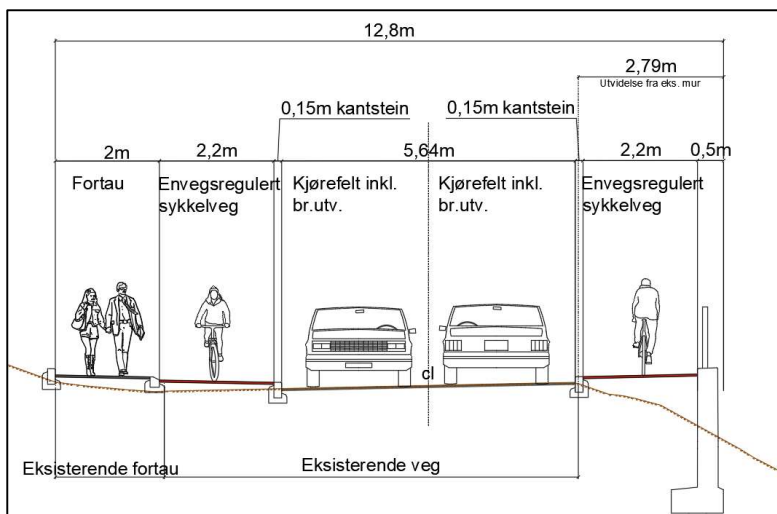 12,8m
2,79m
Utvidelse fra eks. mur
0,15m kantstein
0,15m kantstein
2m
2,2m
5,64m
2,2m
0,5m
Fortau
Envegsregulert
sykkelveg
Kjørefelt inkl.
br.utv.
Kjørefelt inkl.
br.utv.
Envegsregulert
sykkelveg
cl
Eksisterende fortau
Eksisterende veg